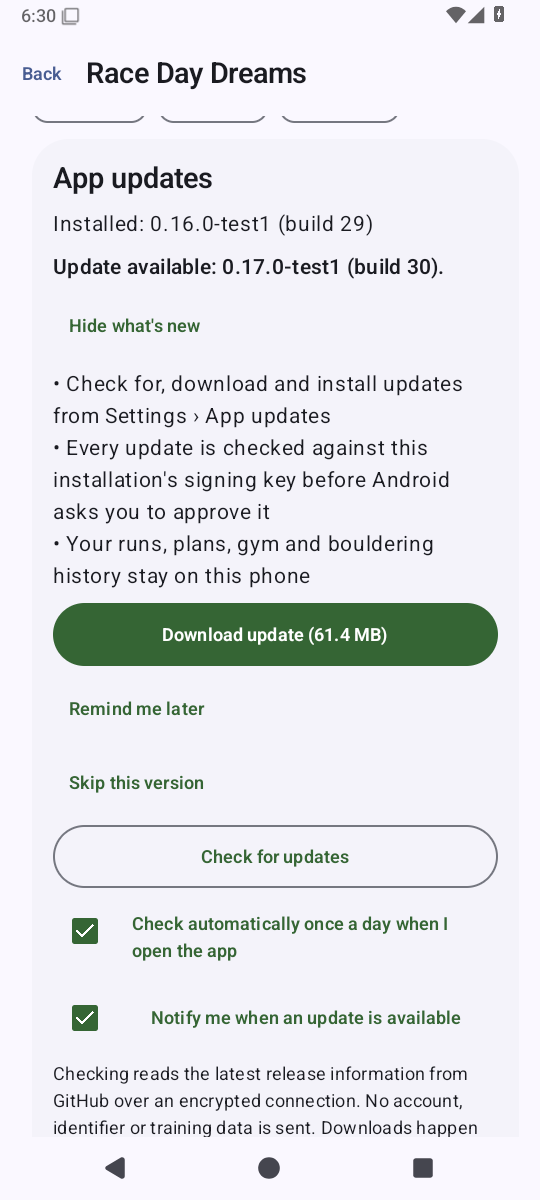 6:30
Back
Race Day Dreams
App updates
Installed: 0.16.0-test1 (build 29)
Update available: 0.17.0-test1 (build 30).
Hide what's new
• Check for, download and install updates
from Settings › App updates
• Every update is checked against this
installation's signing key before Android
asks you to approve it
• Your runs, plans, gym and bouldering
history stay on this phone
Download update (61.4 MB)
Remind me later
Skip this version
Check for updates
Check automatically once a day when I
open the app
Notify me when an update is available
Checking reads the latest release information from
GitHub over an encrypted connection. No account,
identifier or training data is sent. Downloads happen